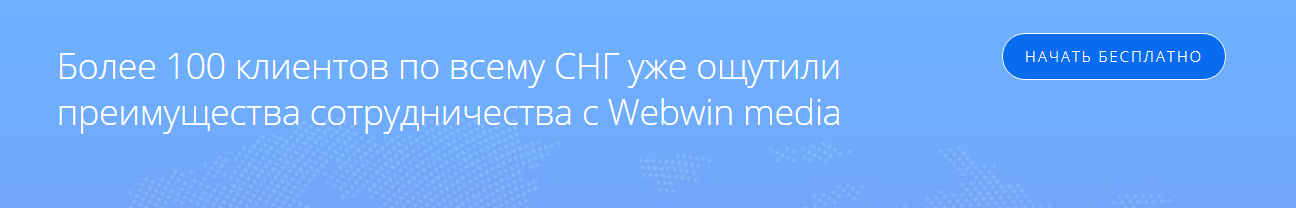 Более 100 клиентов по всему СНГ уже ощутили
преимущества сотрудничества с Webwin media
НАЧАТЬ БЕСПЛАТНО